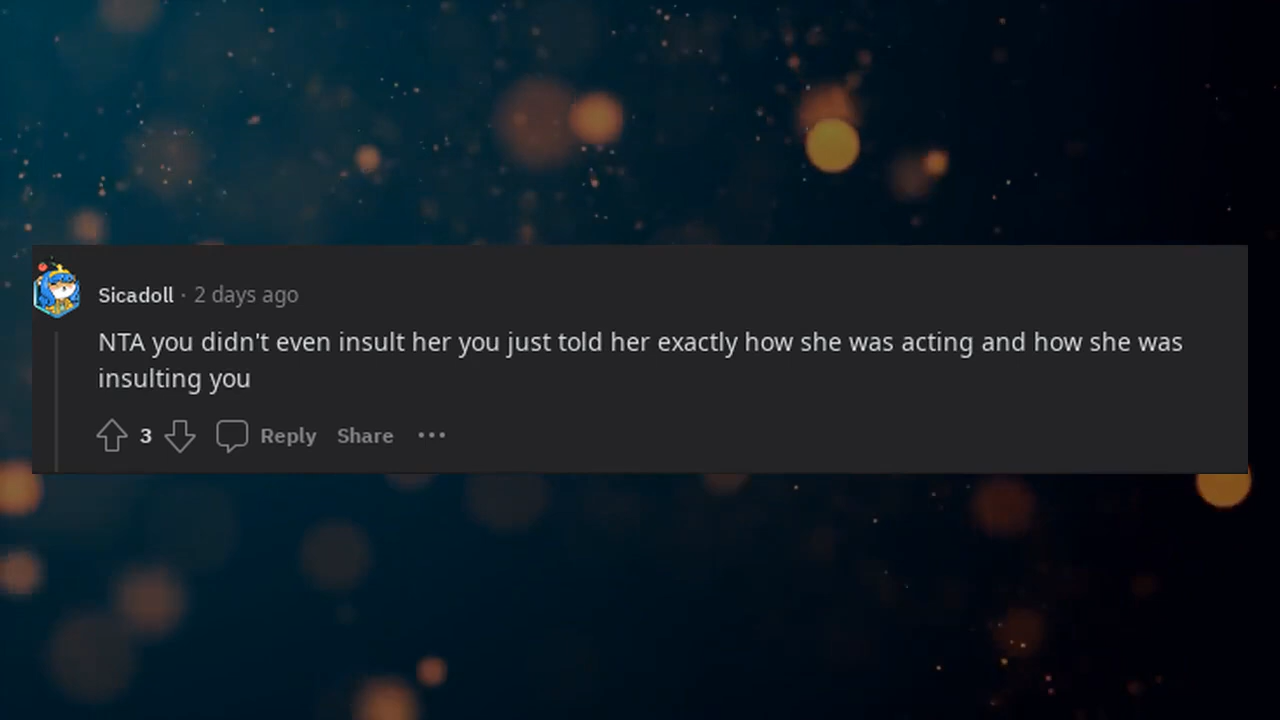 Sicadoll · 2 days ago
NTA you didn't even insult her you just told her exactly how she was acting and how she was
insulting you
3 Reply Share ···